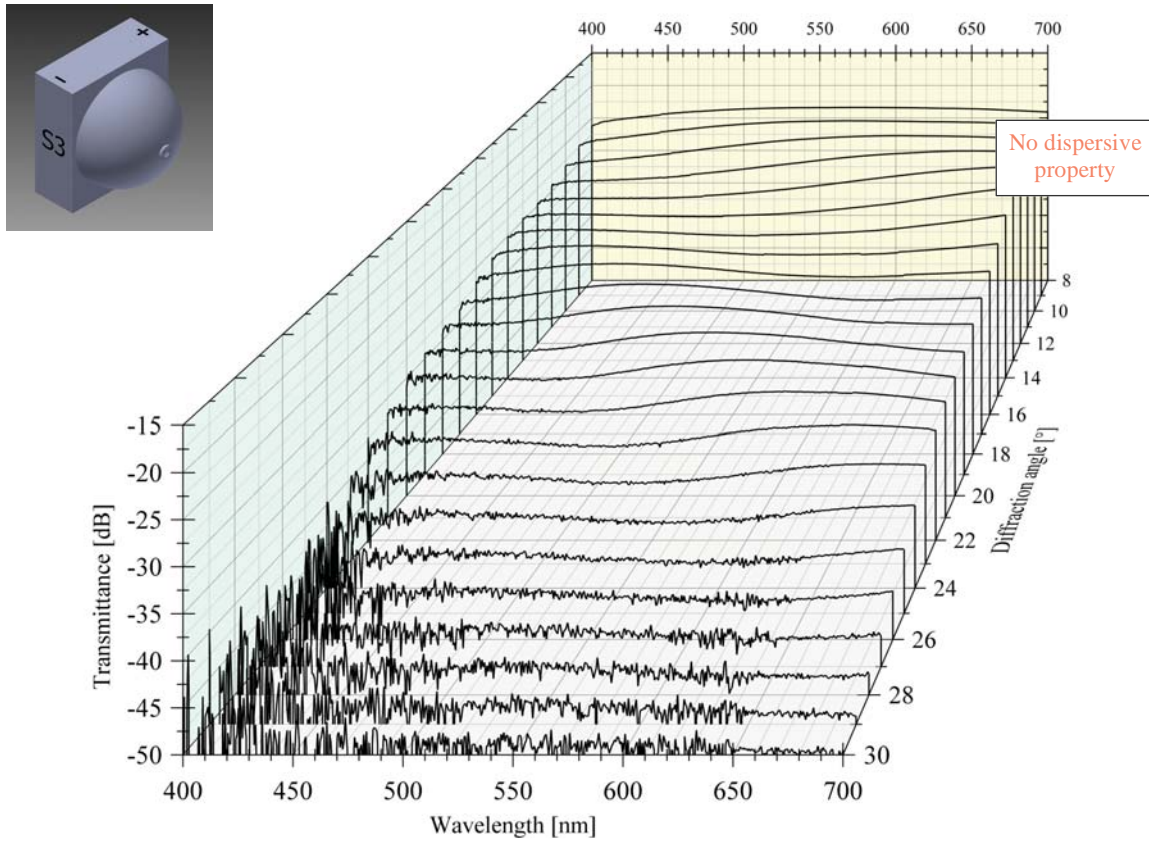 +
-
S3
400 450 500 550 600 650 700
No dispersive
property
8
10
12
14
16
18
20
22
24
26
28
30
Diffraction angle [°]
-15
-20
-25
-30
-35
-40
-45
-50
Transmittance [dB]
400 450 500 550 600 650 700
Wavelength [nm]